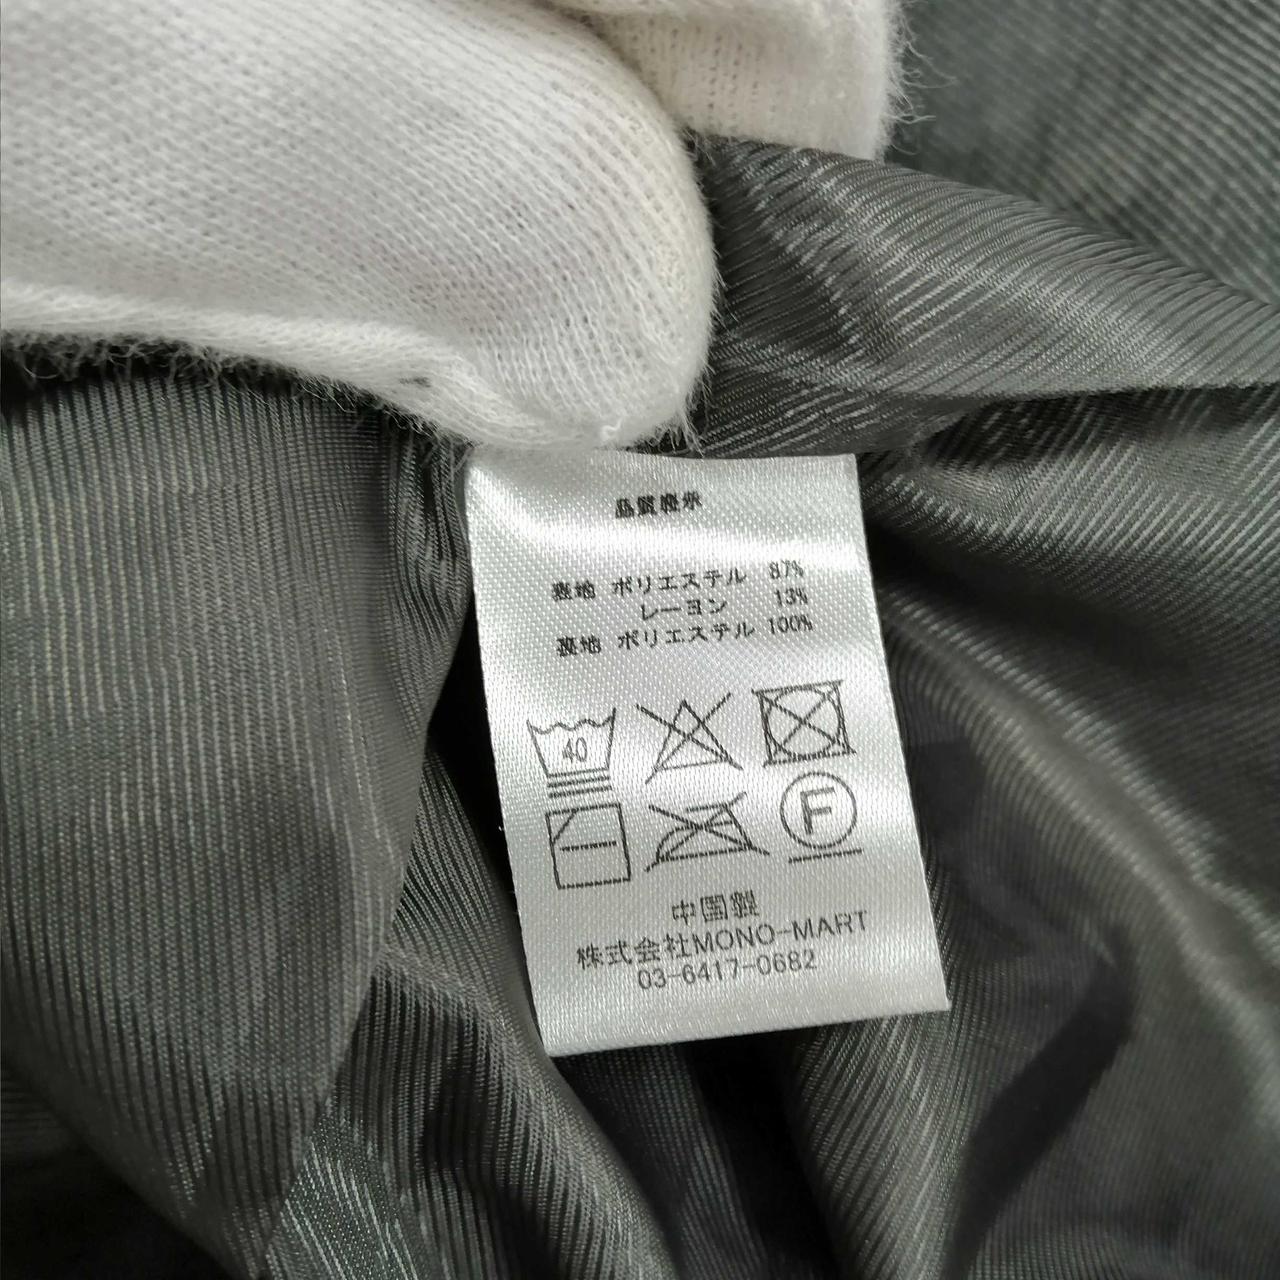 品質表示
表地 ポリエステル 87%
レーヨン 13%
裏地 ポリエステル 100%
40
F
中国製
株式会社MONO-MART
03-6417-0682